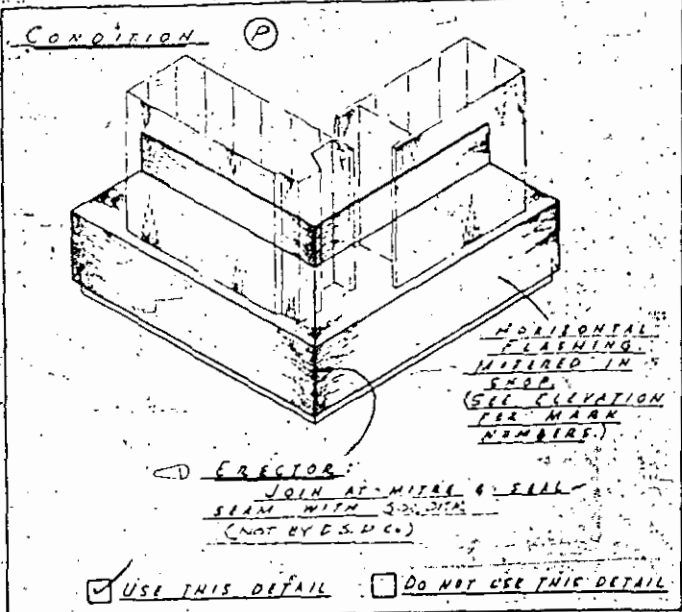 CONDITION P
HORIZONTAL
FLASHING.
MITERED IN
SHOP.
(SEE ELEVATION
FOR MARK
NUMBERS.)
ERECTOR:
JOIN AT MITRE & SEAL
SEAM WITH
(NOT BY E.S.D CO.)
USE THIS DETAIL
DO NOT USE THIS DETAIL